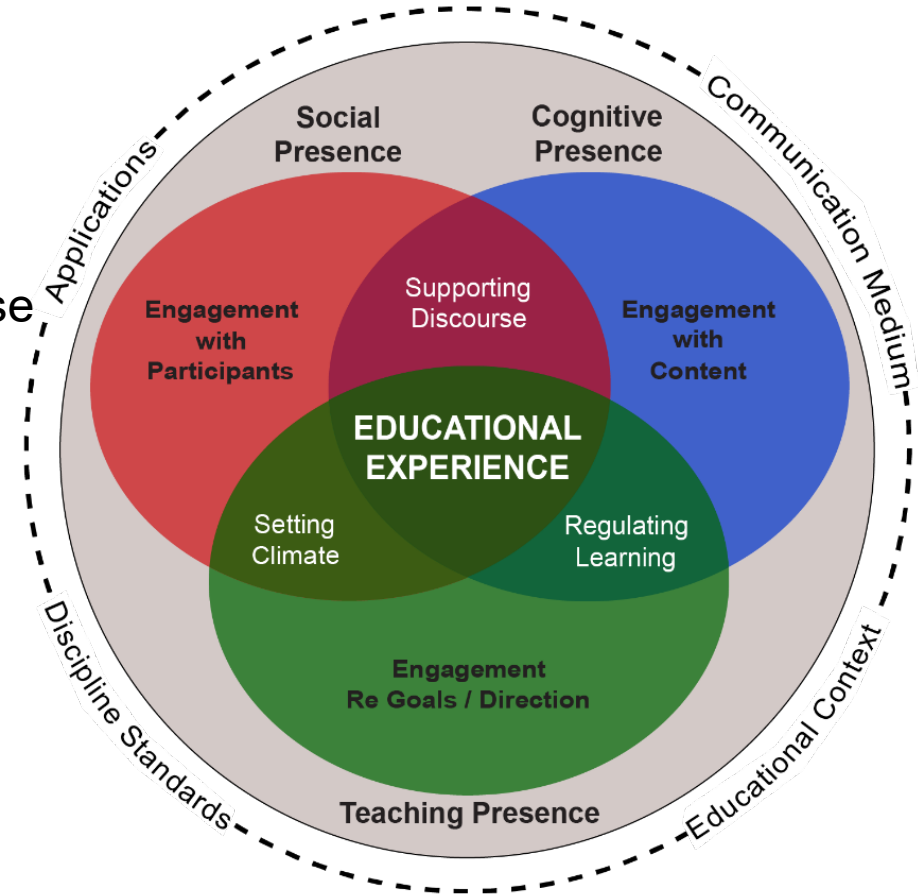 Social
Presence
Cognitive
Presence
Communication Medium
Applications
se
Supporting
Discourse
Engagement
with
Participants
Engagement
with
Content
EDUCATIONAL
EXPERIENCE
Setting
Climate
Regulating
Learning
Engagement
Re Goals / Direction
Discipline Standards
Educational Context
Teaching Presence